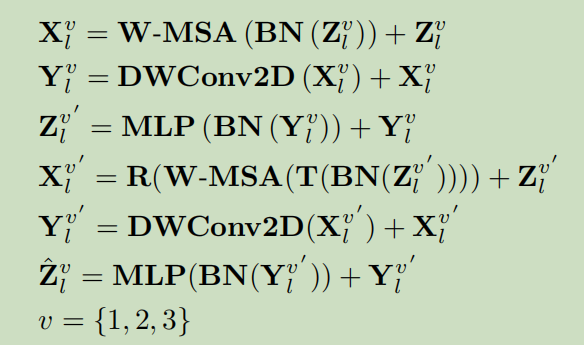 X_l^v = W-MSA (BN (Z_l^v)) + Z_l^v
Y_l^v = DWConv2D (X_l^v) + X_l^v
Z_l^{v'} = MLP (BN (Y_l^v)) + Y_l^v
X_l^{v'} = R(W-MSA(T(BN(Z_l^{v'})))) + Z_l^{v'}
Y_l^{v'} = DWConv2D(X_l^{v'}) + X_l^{v'}
Ẑ_l^v = MLP(BN(Y_l^{v'})) + Y_l^{v'}
v = {1, 2, 3}